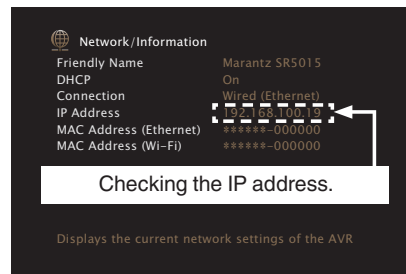 Network/Information
Friendly Name Marantz SR5015
DHCP On
Connection Wired (Ethernet)
IP Address 192.168.100.19
MAC Address (Ethernet) ******-000000
MAC Address (Wi-Fi) ******-000000
Checking the IP address.
Displays the current network settings of the AVR